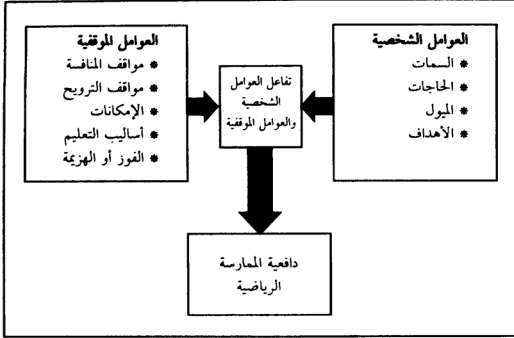 العوامل الشخصية
* السمات
* الحاجات
* الميول
* الأهداف
تفاعل العوامل
الشخصية
والعوامل الموقفية
العوامل الموقفية
* مواقف المنافسة
* مواقف الترويح
* الإمكانات
* أساليب التعليم
* الفوز أو الهزيمة
دافعية الممارسة
الرياضية